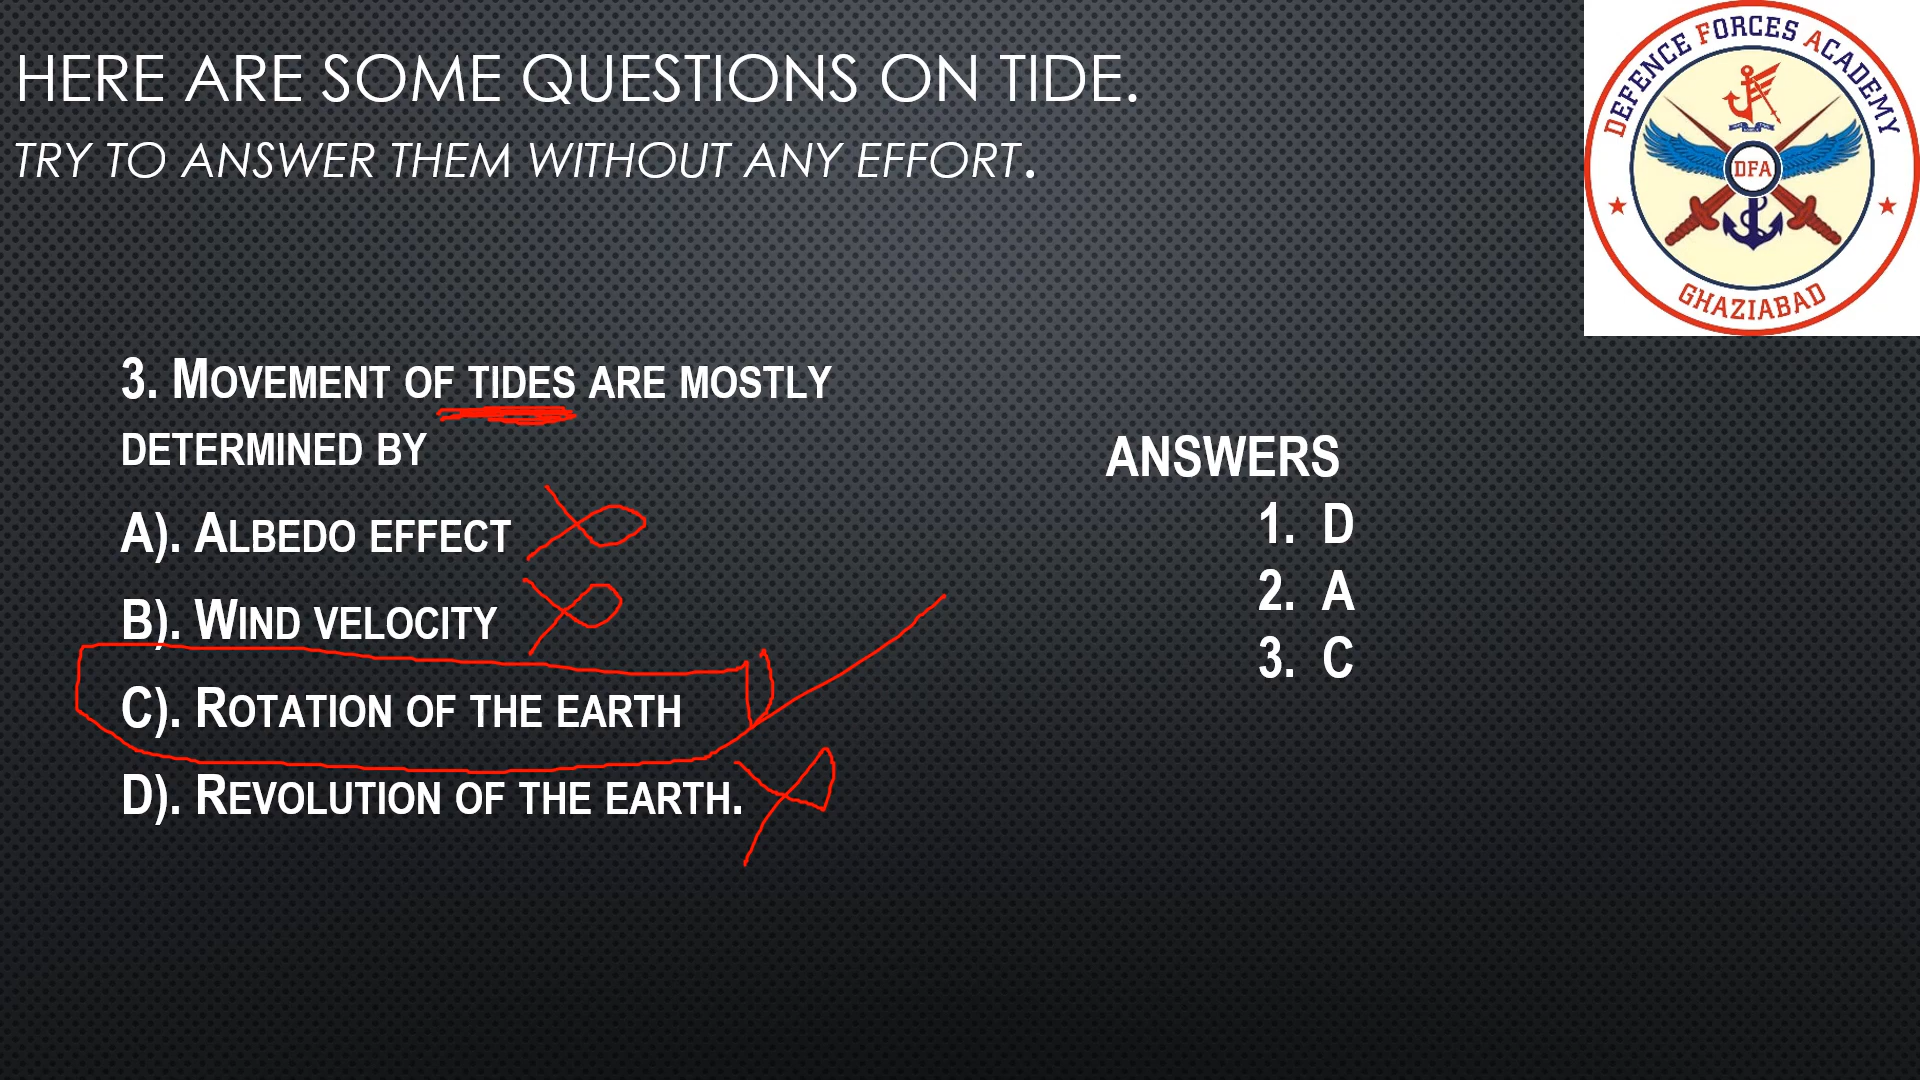 HERE ARE SOME QUESTIONS ON TIDE.
TRY TO ANSWER THEM WITHOUT ANY EFFORT.
DEFENCE FORCES ACADEMY
DFA
GHAZIABAD
3. MOVEMENT OF TIDES ARE MOSTLY
DETERMINED BY
A). ALBEDO EFFECT
B). WIND VELOCITY
C). ROTATION OF THE EARTH
D). REVOLUTION OF THE EARTH.
ANSWERS
1. D
2. A
3. C